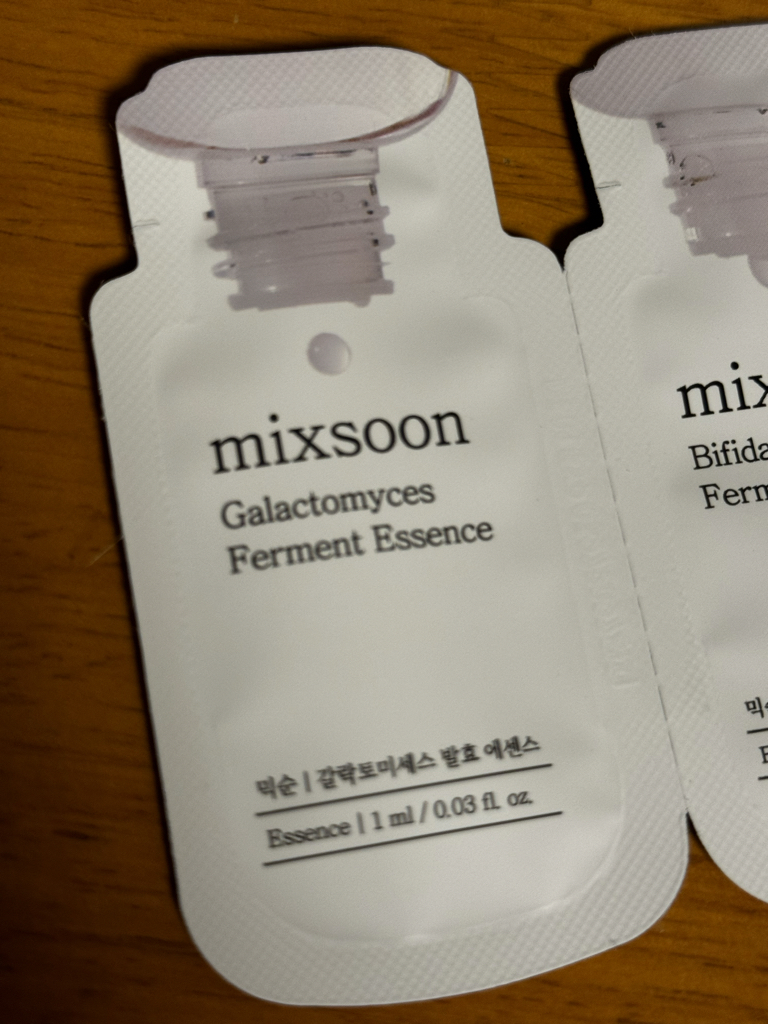 mixsoon
Galactomyces
Ferment Essence
믹순 | 갈락토미세스 발효 에센스
Essence | 1 ml / 0.03 fl. oz.
mix
Bifida
Ferm
믹